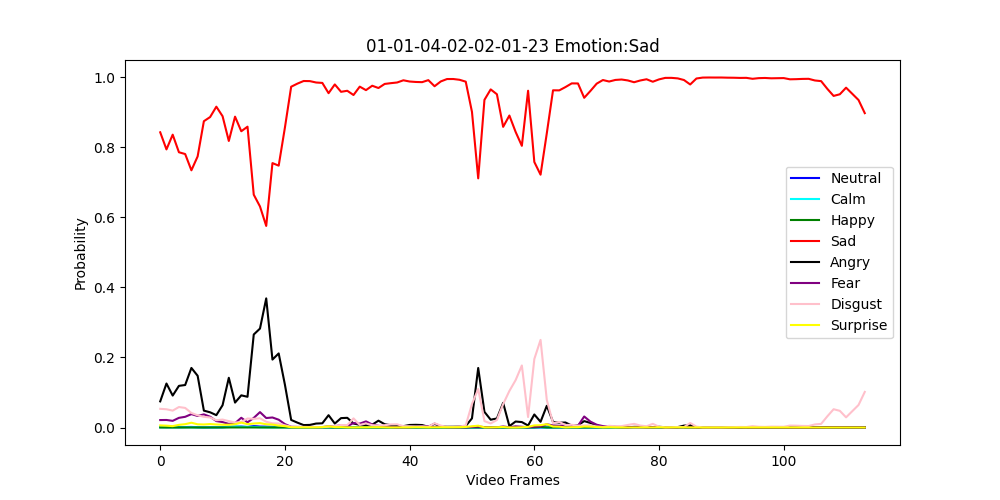 01-01-04-02-02-01-23 Emotion:Sad
1.0
0.8
0.6
0.4
0.2
0.0
Probability
0 20 40 60 80 100
Video Frames
Neutral
Calm
Happy
Sad
Angry
Fear
Disgust
Surprise